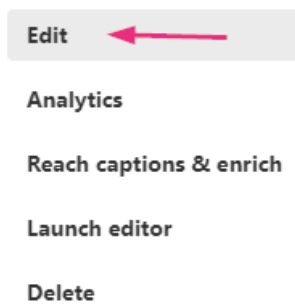 Edit
Analytics
Reach captions & enrich
Launch editor
Delete